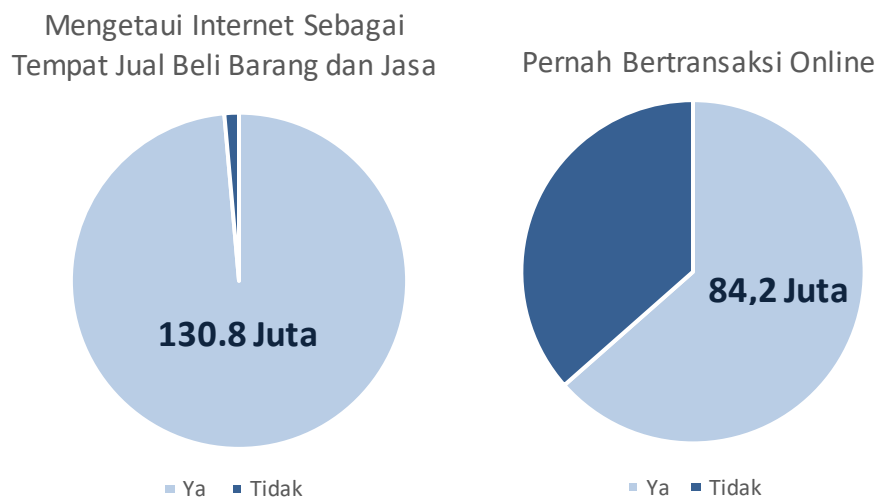 Mengetaui Internet Sebagai
Tempat Jual Beli Barang dan Jasa
130.8 Juta
Ya Tidak
Pernah Bertransaksi Online
84,2 Juta
Ya Tidak